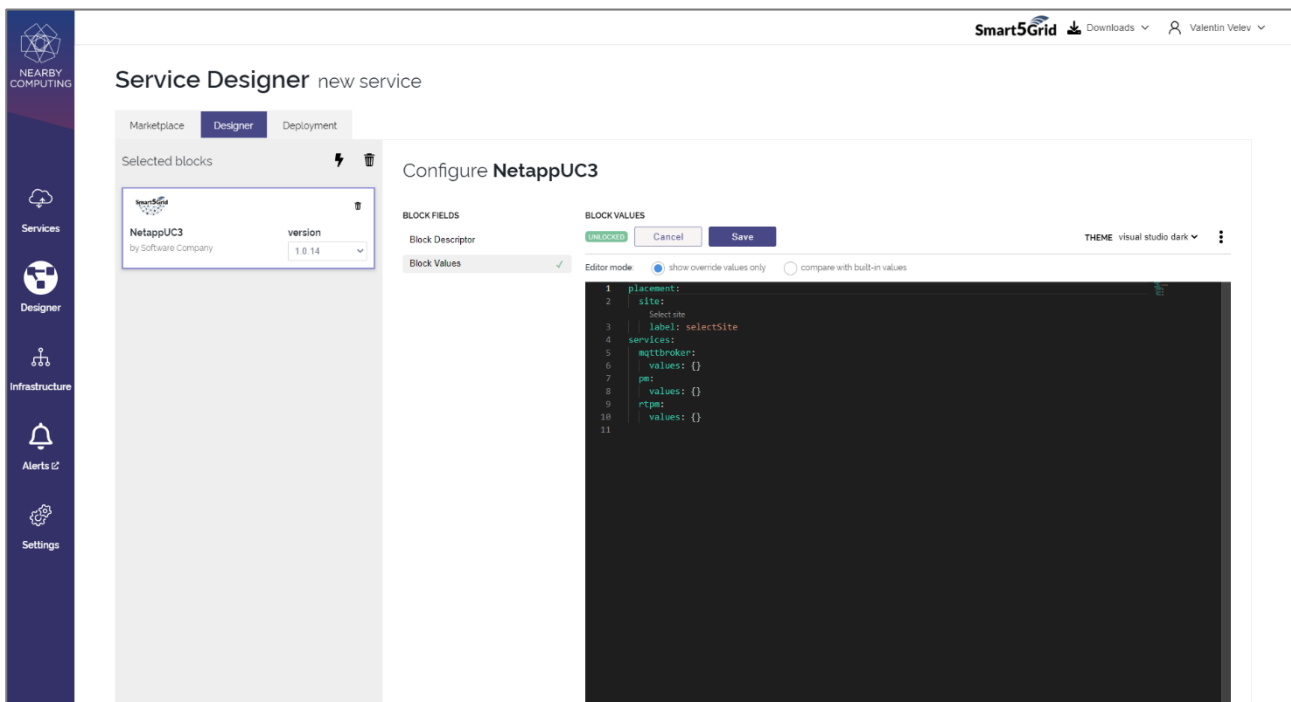 Smart5Grid Downloads Valentin Velev
NEARBY
COMPUTING
Service Designer new service
Marketplace Designer Deployment
Selected blocks
Smart5Grid
NetappUC3 version
by Software Company 1.0.14
Services
Designer
Infrastructure
Alerts
Settings
Configure NetappUC3
BLOCK FIELDS
Block Descriptor
Block Values
BLOCK VALUES
UNLOCKED Cancel Save THEME visual studio dark
Editor mode: show override values only compare with built-in values
1 placement:
2 site:
Select site
3 label: selectSite
4 services:
5 mqttbroker:
6 values: {}
7 pm:
8 values: {}
9 rtpm:
10 values: {}
11